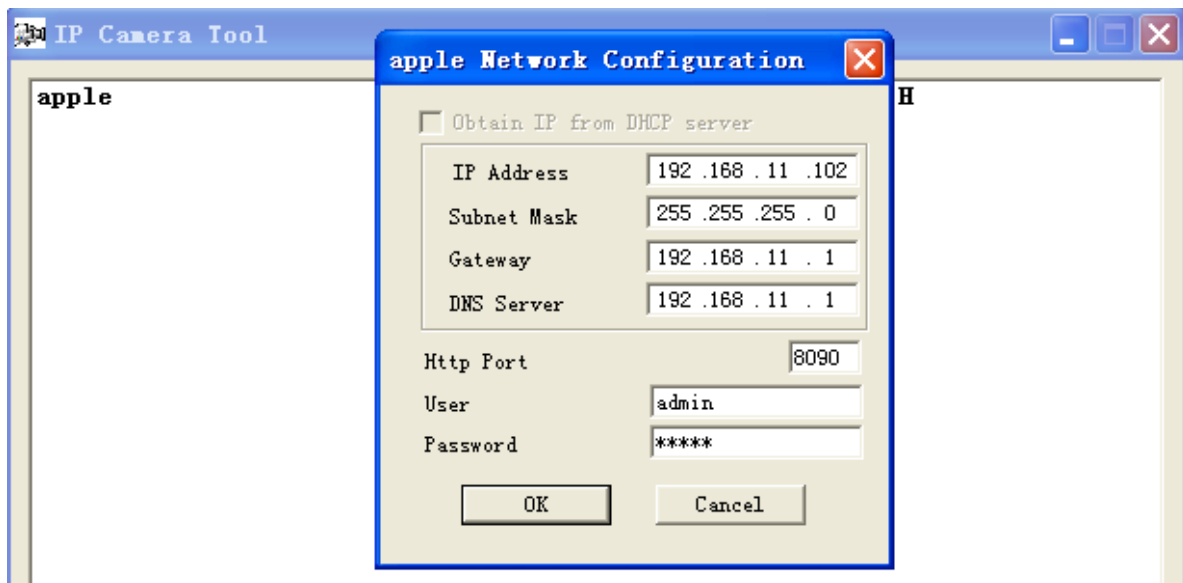 IP Camera Tool
apple Network Configuration
apple
H
Obtain IP from DHCP server
IP Address 192 .168 . 11 .102
Subnet Mask 255 .255 .255 . 0
Gateway 192 .168 . 11 . 1
DNS Server 192 .168 . 11 . 1
Http Port 8090
User admin
Password *****
OK Cancel